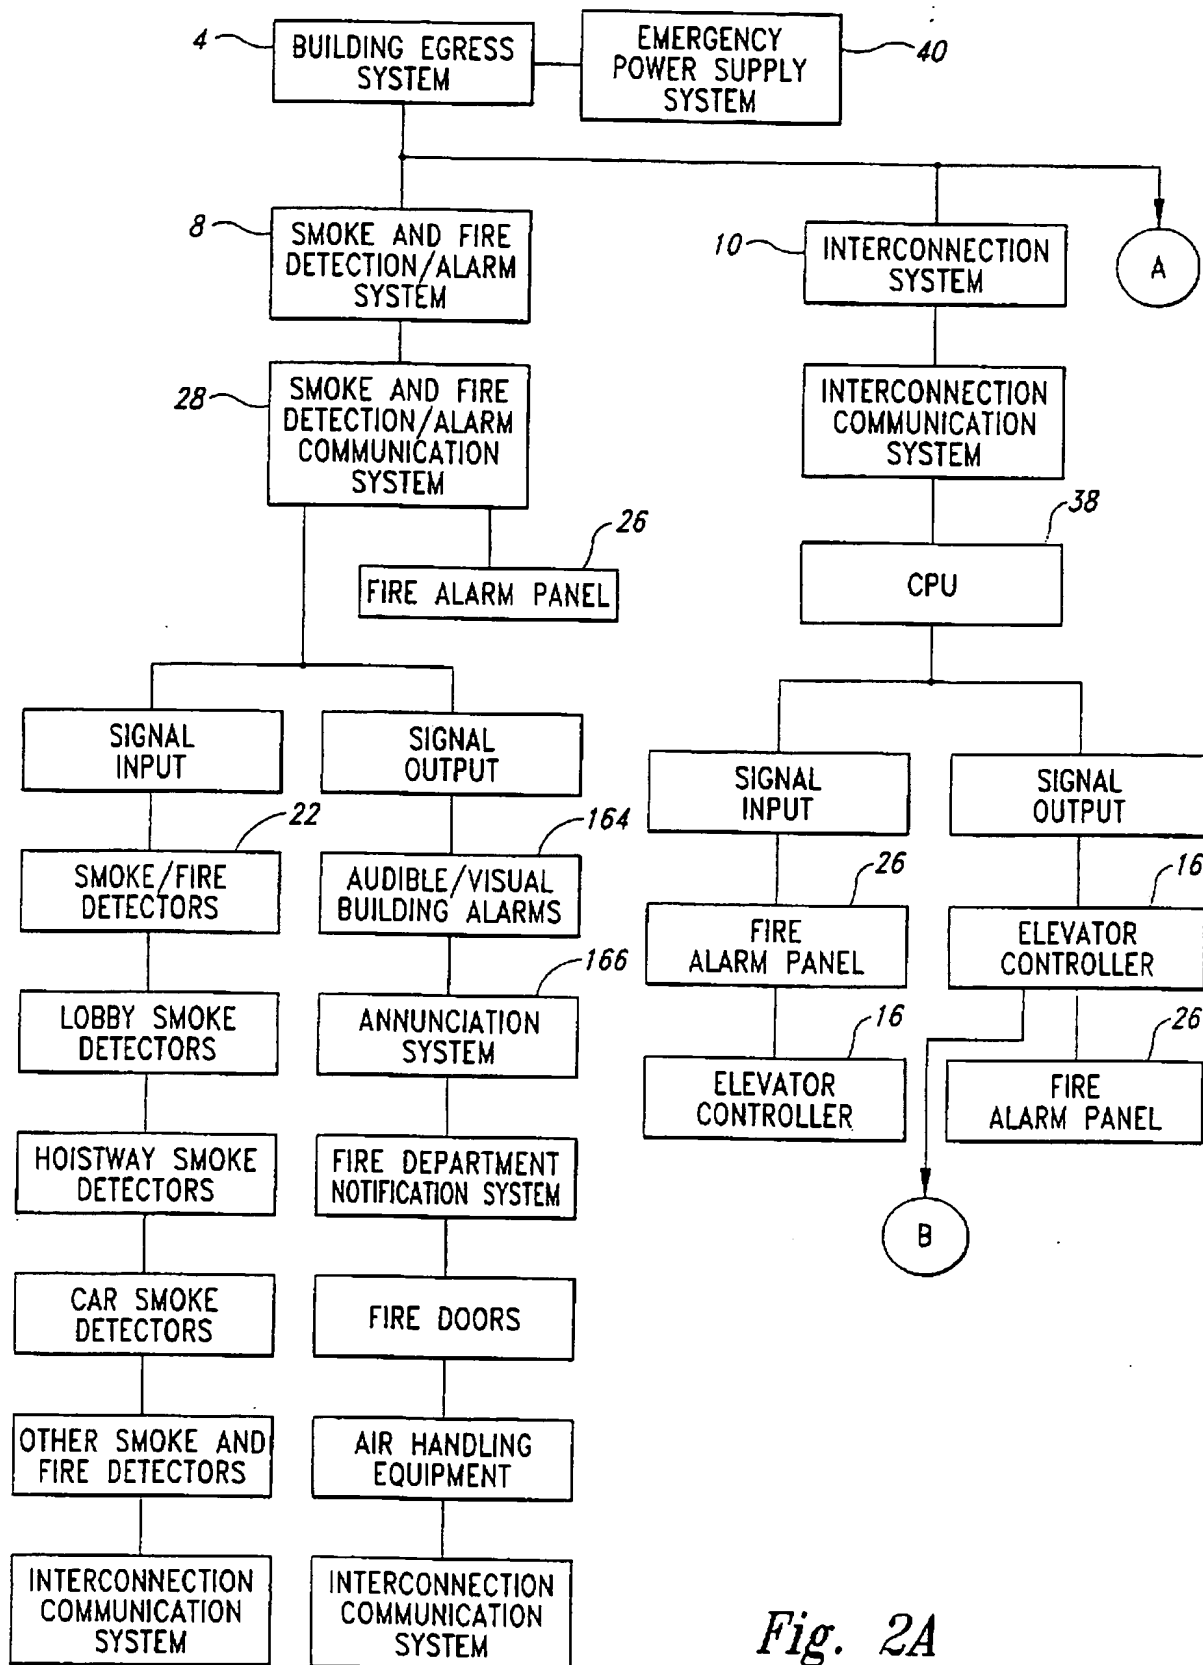 4
BUILDING EGRESS
SYSTEM
EMERGENCY
POWER SUPPLY
SYSTEM
40
8
SMOKE AND FIRE
DETECTION/ALARM
SYSTEM
10
INTERCONNECTION
SYSTEM
A
28
SMOKE AND FIRE
DETECTION/ALARM
COMMUNICATION
SYSTEM
INTERCONNECTION
COMMUNICATION
SYSTEM
26
FIRE ALARM PANEL
38
CPU
SIGNAL
INPUT
SIGNAL
OUTPUT
SIGNAL
INPUT
SIGNAL
OUTPUT
22
SMOKE/FIRE
DETECTORS
164
AUDIBLE/VISUAL
BUILDING ALARMS
26
FIRE
ALARM PANEL
16
ELEVATOR
CONTROLLER
LOBBY SMOKE
DETECTORS
166
ANNUNCIATION
SYSTEM
16
ELEVATOR
CONTROLLER
26
FIRE
ALARM PANEL
HOISTWAY SMOKE
DETECTORS
FIRE DEPARTMENT
NOTIFICATION SYSTEM
B
CAR SMOKE
DETECTORS
FIRE DOORS
OTHER SMOKE AND
FIRE DETECTORS
AIR HANDLING
EQUIPMENT
INTERCONNECTION
COMMUNICATION
SYSTEM
INTERCONNECTION
COMMUNICATION
SYSTEM
Fig. 2A